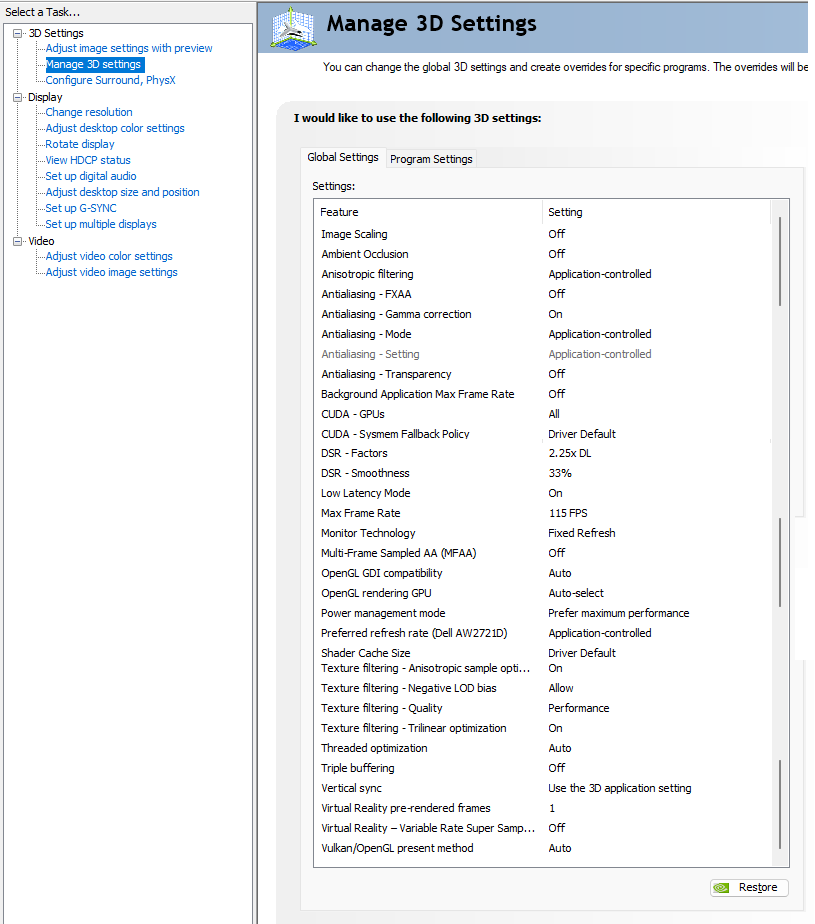 Select a Task...
3D Settings
Adjust image settings with preview
Manage 3D settings
Configure Surround, PhysX
Display
Change resolution
Adjust desktop color settings
Rotate display
View HDCP status
Set up digital audio
Adjust desktop size and position
Set up G-SYNC
Set up multiple displays
Video
Adjust video color settings
Adjust video image settings
Manage 3D Settings
You can change the global 3D settings and create overrides for specific programs. The overrides will be
I would like to use the following 3D settings:
Global Settings Program Settings
Settings:
Feature Setting
Image Scaling Off
Ambient Occlusion Off
Anisotropic filtering Application-controlled
Antialiasing - FXAA Off
Antialiasing - Gamma correction On
Antialiasing - Mode Application-controlled
Antialiasing - Setting Application-controlled
Antialiasing - Transparency Off
Background Application Max Frame Rate Off
CUDA - GPUs All
CUDA - Sysmem Fallback Policy Driver Default
DSR - Factors 2.25x DL
DSR - Smoothness 33%
Low Latency Mode On
Max Frame Rate 115 FPS
Monitor Technology Fixed Refresh
Multi-Frame Sampled AA (MFAA) Off
OpenGL GDI compatibility Auto
OpenGL rendering GPU Auto-select
Power management mode Prefer maximum performance
Preferred refresh rate (Dell AW2721D) Application-controlled
Shader Cache Size Driver Default
Texture filtering - Anisotropic sample opti... On
Texture filtering - Negative LOD bias Allow
Texture filtering - Quality Performance
Texture filtering - Trilinear optimization On
Threaded optimization Auto
Triple buffering Off
Vertical sync Use the 3D application setting
Virtual Reality pre-rendered frames 1
Virtual Reality – Variable Rate Super Samp... Off
Vulkan/OpenGL present method Auto
Restore